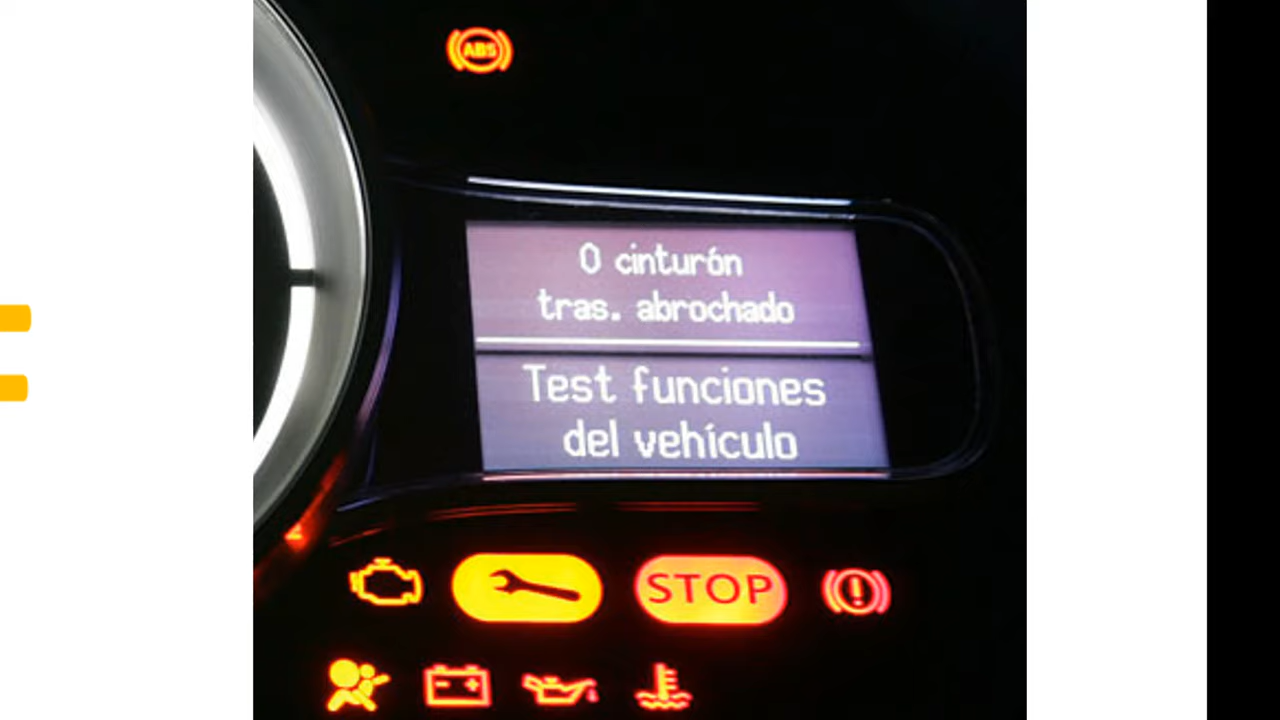 ABS
0 cinturón
tras. abrochado
Test funciones
del vehículo
STOP